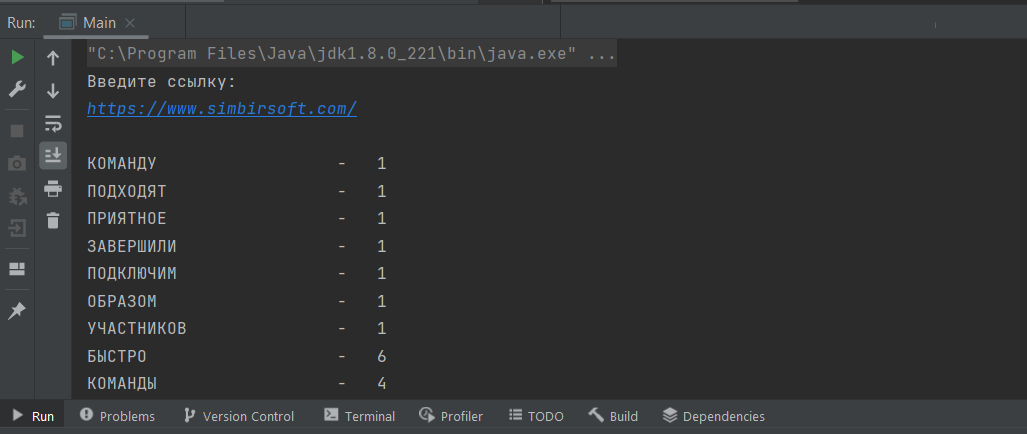 Run: Main
"C:\Program Files\Java\jdk1.8.0_221\bin\java.exe" ...
Введите ссылку:
https://www.simbirsoft.com/
КОМАНДУ - 1
ПОДХОДЯТ - 1
ПРИЯТНОЕ - 1
ЗАВЕРШИЛИ - 1
ПОДКЛЮЧИМ - 1
ОБРАЗОМ - 1
УЧАСТНИКОВ - 1
БЫСТРО - 6
КОМАНДЫ - 4
Run Problems Version Control Terminal Profiler TODO Build Dependencies